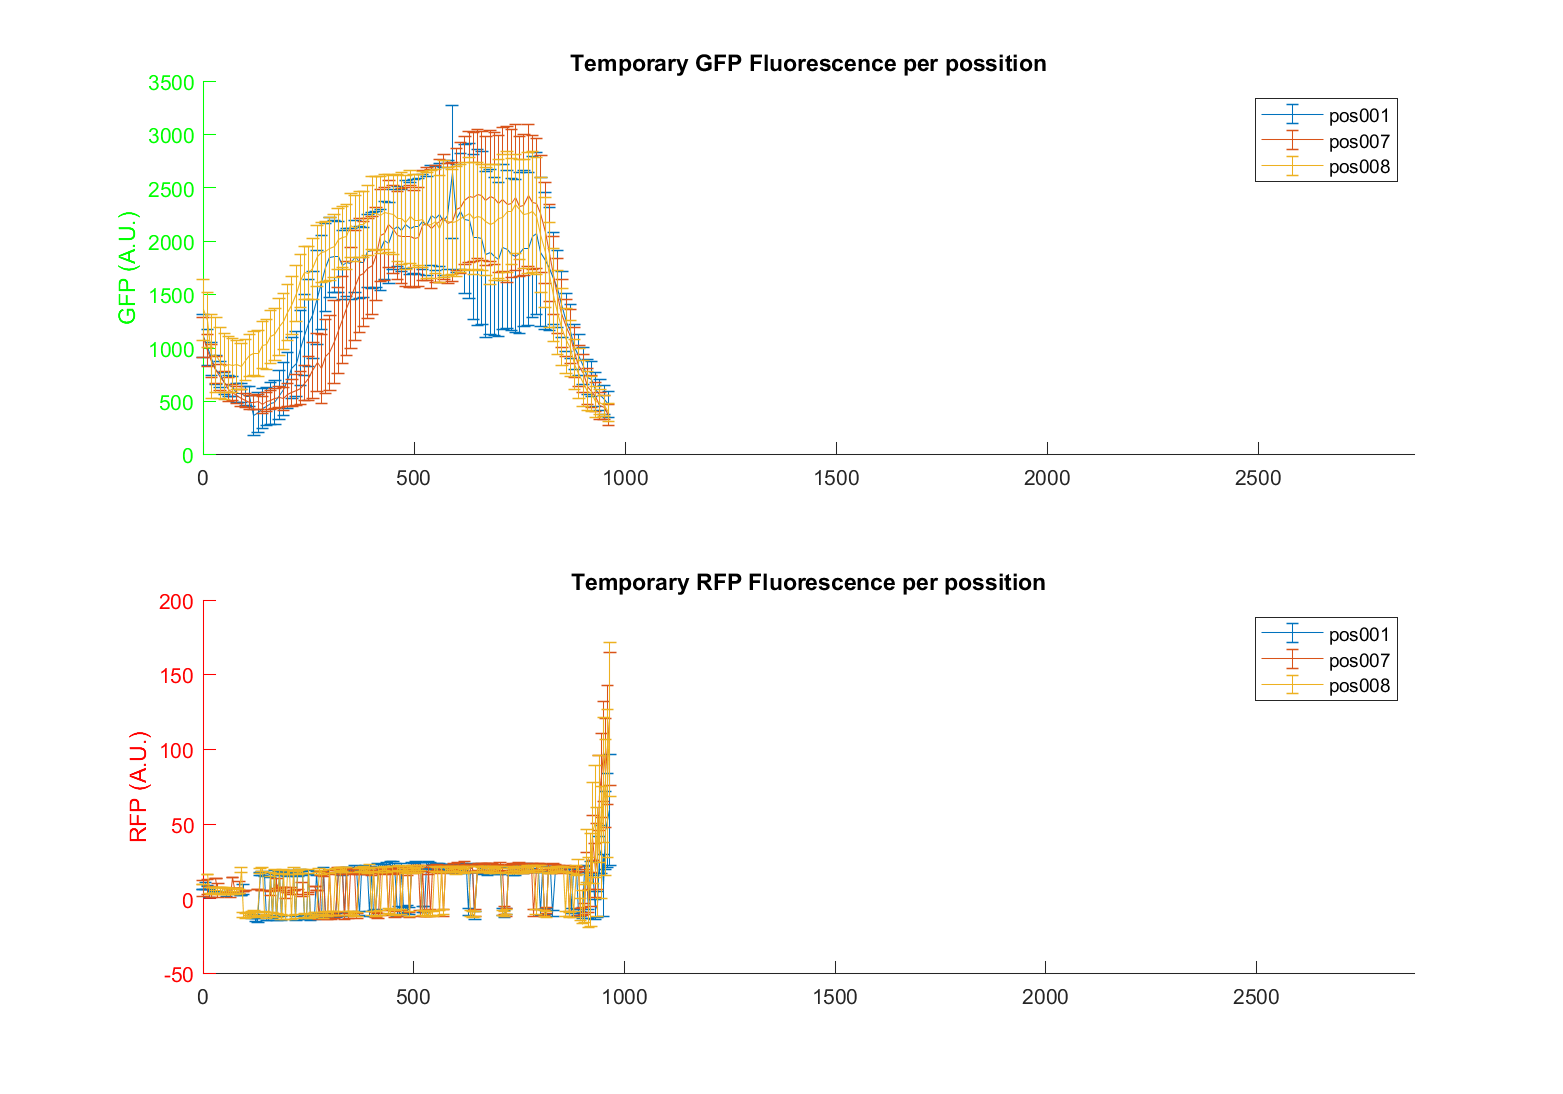 Temporary GFP Fluorescence per possition
GFP (A.U.)
3500
3000
2500
2000
1500
1000
500
0
0 500 1000 1500 2000 2500
pos001
pos007
pos008
Temporary RFP Fluorescence per possition
RFP (A.U.)
200
150
100
50
0
-50
0 500 1000 1500 2000 2500
pos001
pos007
pos008